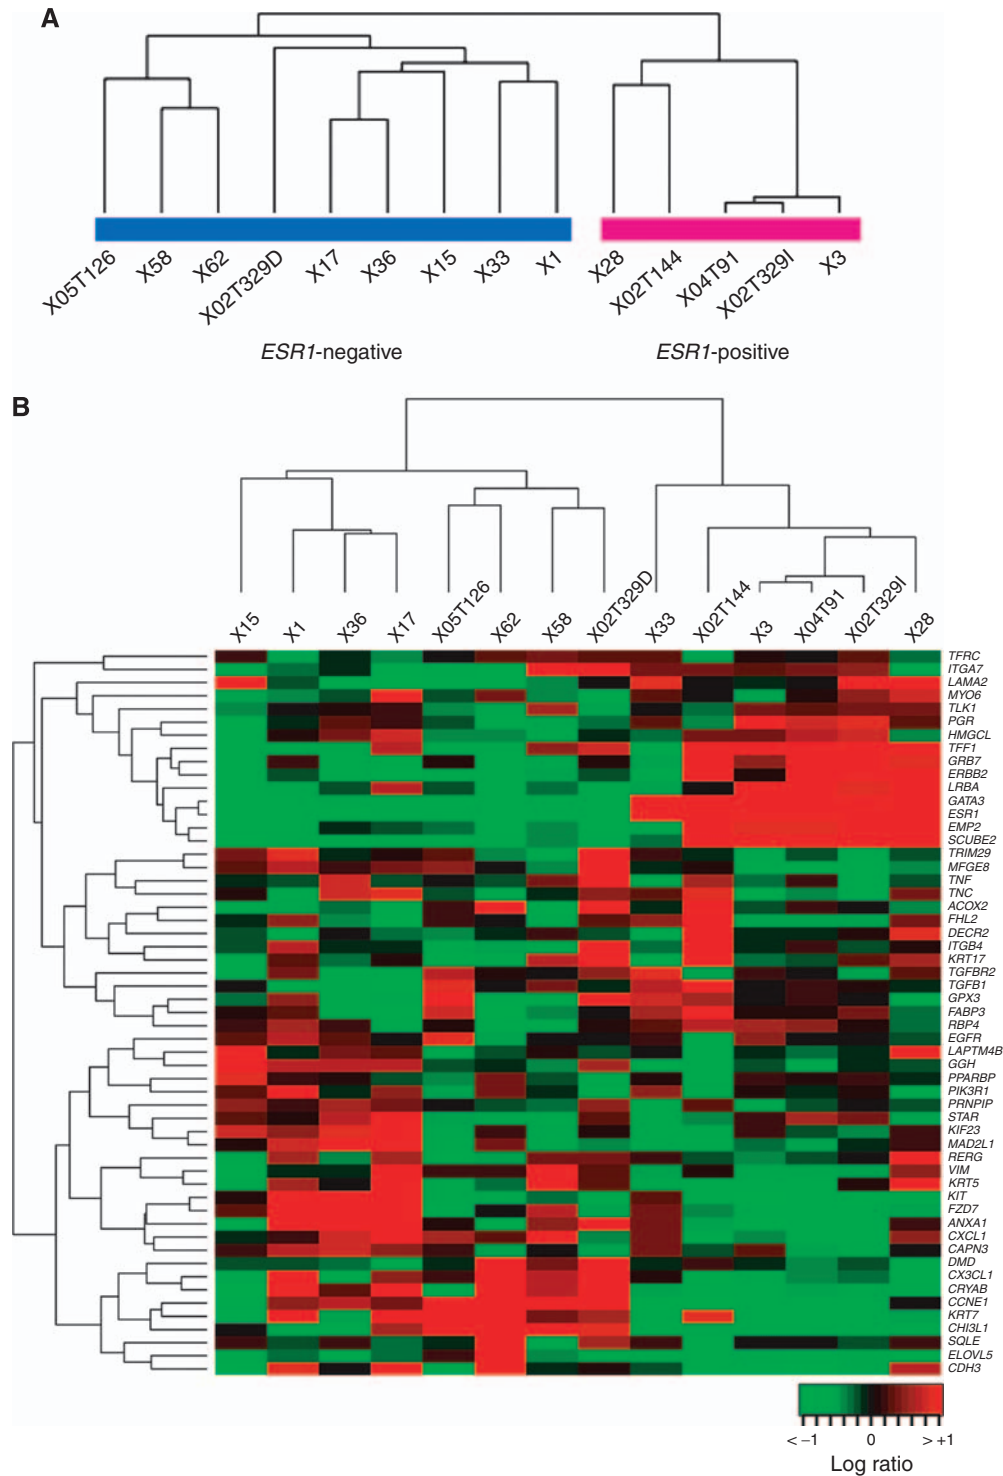 A
X05T126 X58 X62 X02T329D X17 X36 X15 X33 X1 X28 X02T144 X04T91 X02T329I X3
ESR1-negative ESR1-positive
B
X15 X1 X36 X17 X05T126 X62 X58 X02T329D X33 X02T144 X3 X04T91 X02T329I X28
TFRC
ITGA7
LAMA2
MYO6
TLK1
PGR
HMGCL
TFF1
GRB7
ERBB2
LRBA
GATA3
ESR1
EMP2
SCUBE2
TRIM29
MFGE8
TNF
TNC
ACOX2
FHL2
DECR2
ITGB4
KRT17
TGFBR2
TGFB1
GPX3
FABP3
RBP4
EGFR
LAPTM4B
GGH
PPARBP
PIK3R1
PRNPIP
STAR
KIF23
MAD2L1
RERG
VIM
KRT5
KIT
FZD7
ANXA1
CXCL1
CAPN3
DMD
CX3CL1
CRYAB
CCNE1
KRT7
CHI3L1
SQLE
ELOVL5
CDH3
< −1 0 > +1
Log ratio